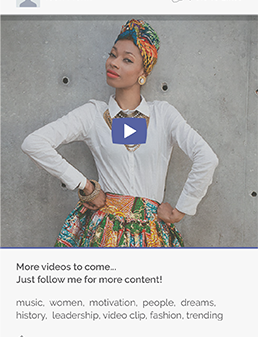 More videos to come...
Just follow me for more content!
music, women, motivation, people, dreams,
history, leadership, video clip, fashion, trending